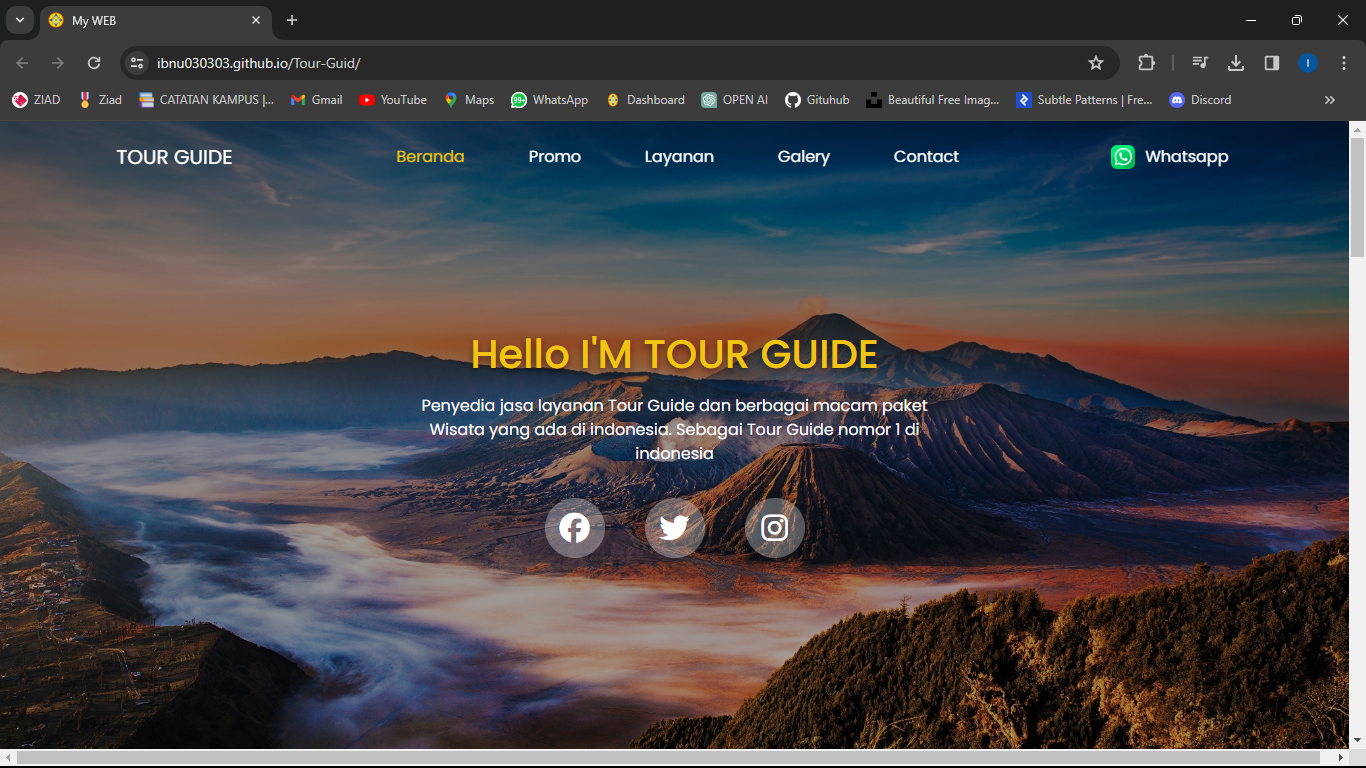 My WEB
ibnu030303.github.io/Tour-Guid/
ZIAD
Ziad
CATATAN KAMPUS |...
Gmail
YouTube
Maps
99+
WhatsApp
Dashboard
OPEN AI
Gituhub
Beautiful Free Imag...
Subtle Patterns | Fre...
Discord
TOUR GUIDE
Beranda
Promo
Layanan
Galery
Contact
Whatsapp
Hello I'M TOUR GUIDE
Penyedia jasa layanan Tour Guide dan berbagai macam paket
Wisata yang ada di indonesia. Sebagai Tour Guide nomor 1 di
indonesia